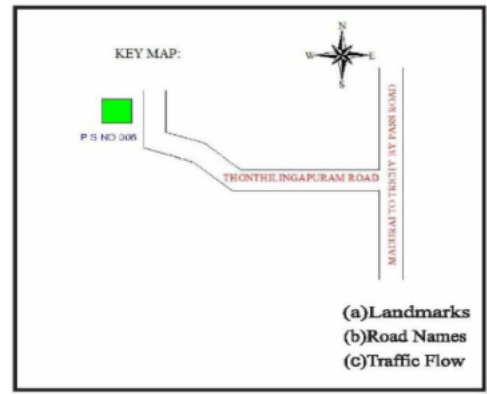 N
KEY MAP:
W
E
S
P S NO 006
THONTHILINGAPURAM ROAD
MADURAI TO TRICHY BY PASS ROAD
(a)Landmarks
(b)Road Names
(c)Traffic Flow